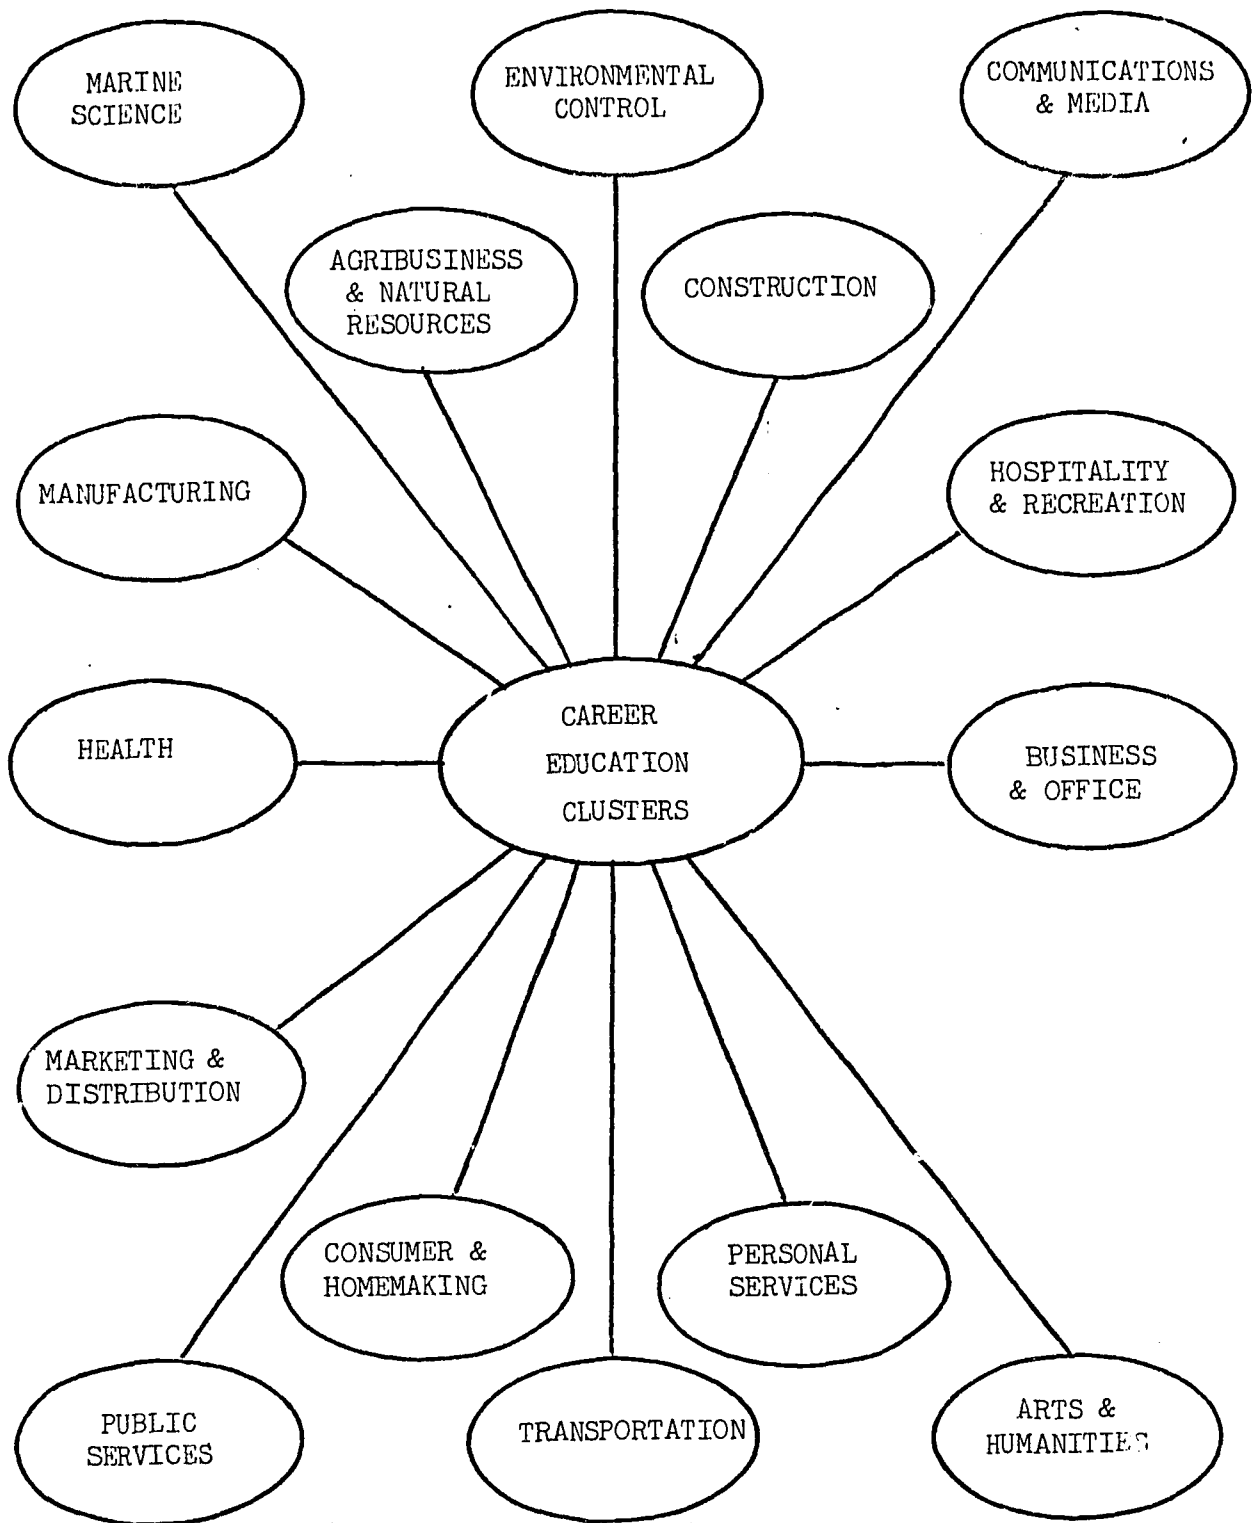 MARINE
SCIENCE
ENVIRONMENTAL
CONTROL
COMMUNICATIONS
& MEDIA
AGRIBUSINESS
& NATURAL
RESOURCES
CONSTRUCTION
MANUFACTURING
HOSPITALITY
& RECREATION
CAREER
EDUCATION
CLUSTERS
HEALTH
BUSINESS
& OFFICE
MARKETING &
DISTRIBUTION
CONSUMER &
HOMEMAKING
PERSONAL
SERVICES
PUBLIC
SERVICES
TRANSPORTATION
ARTS &
HUMANITIES